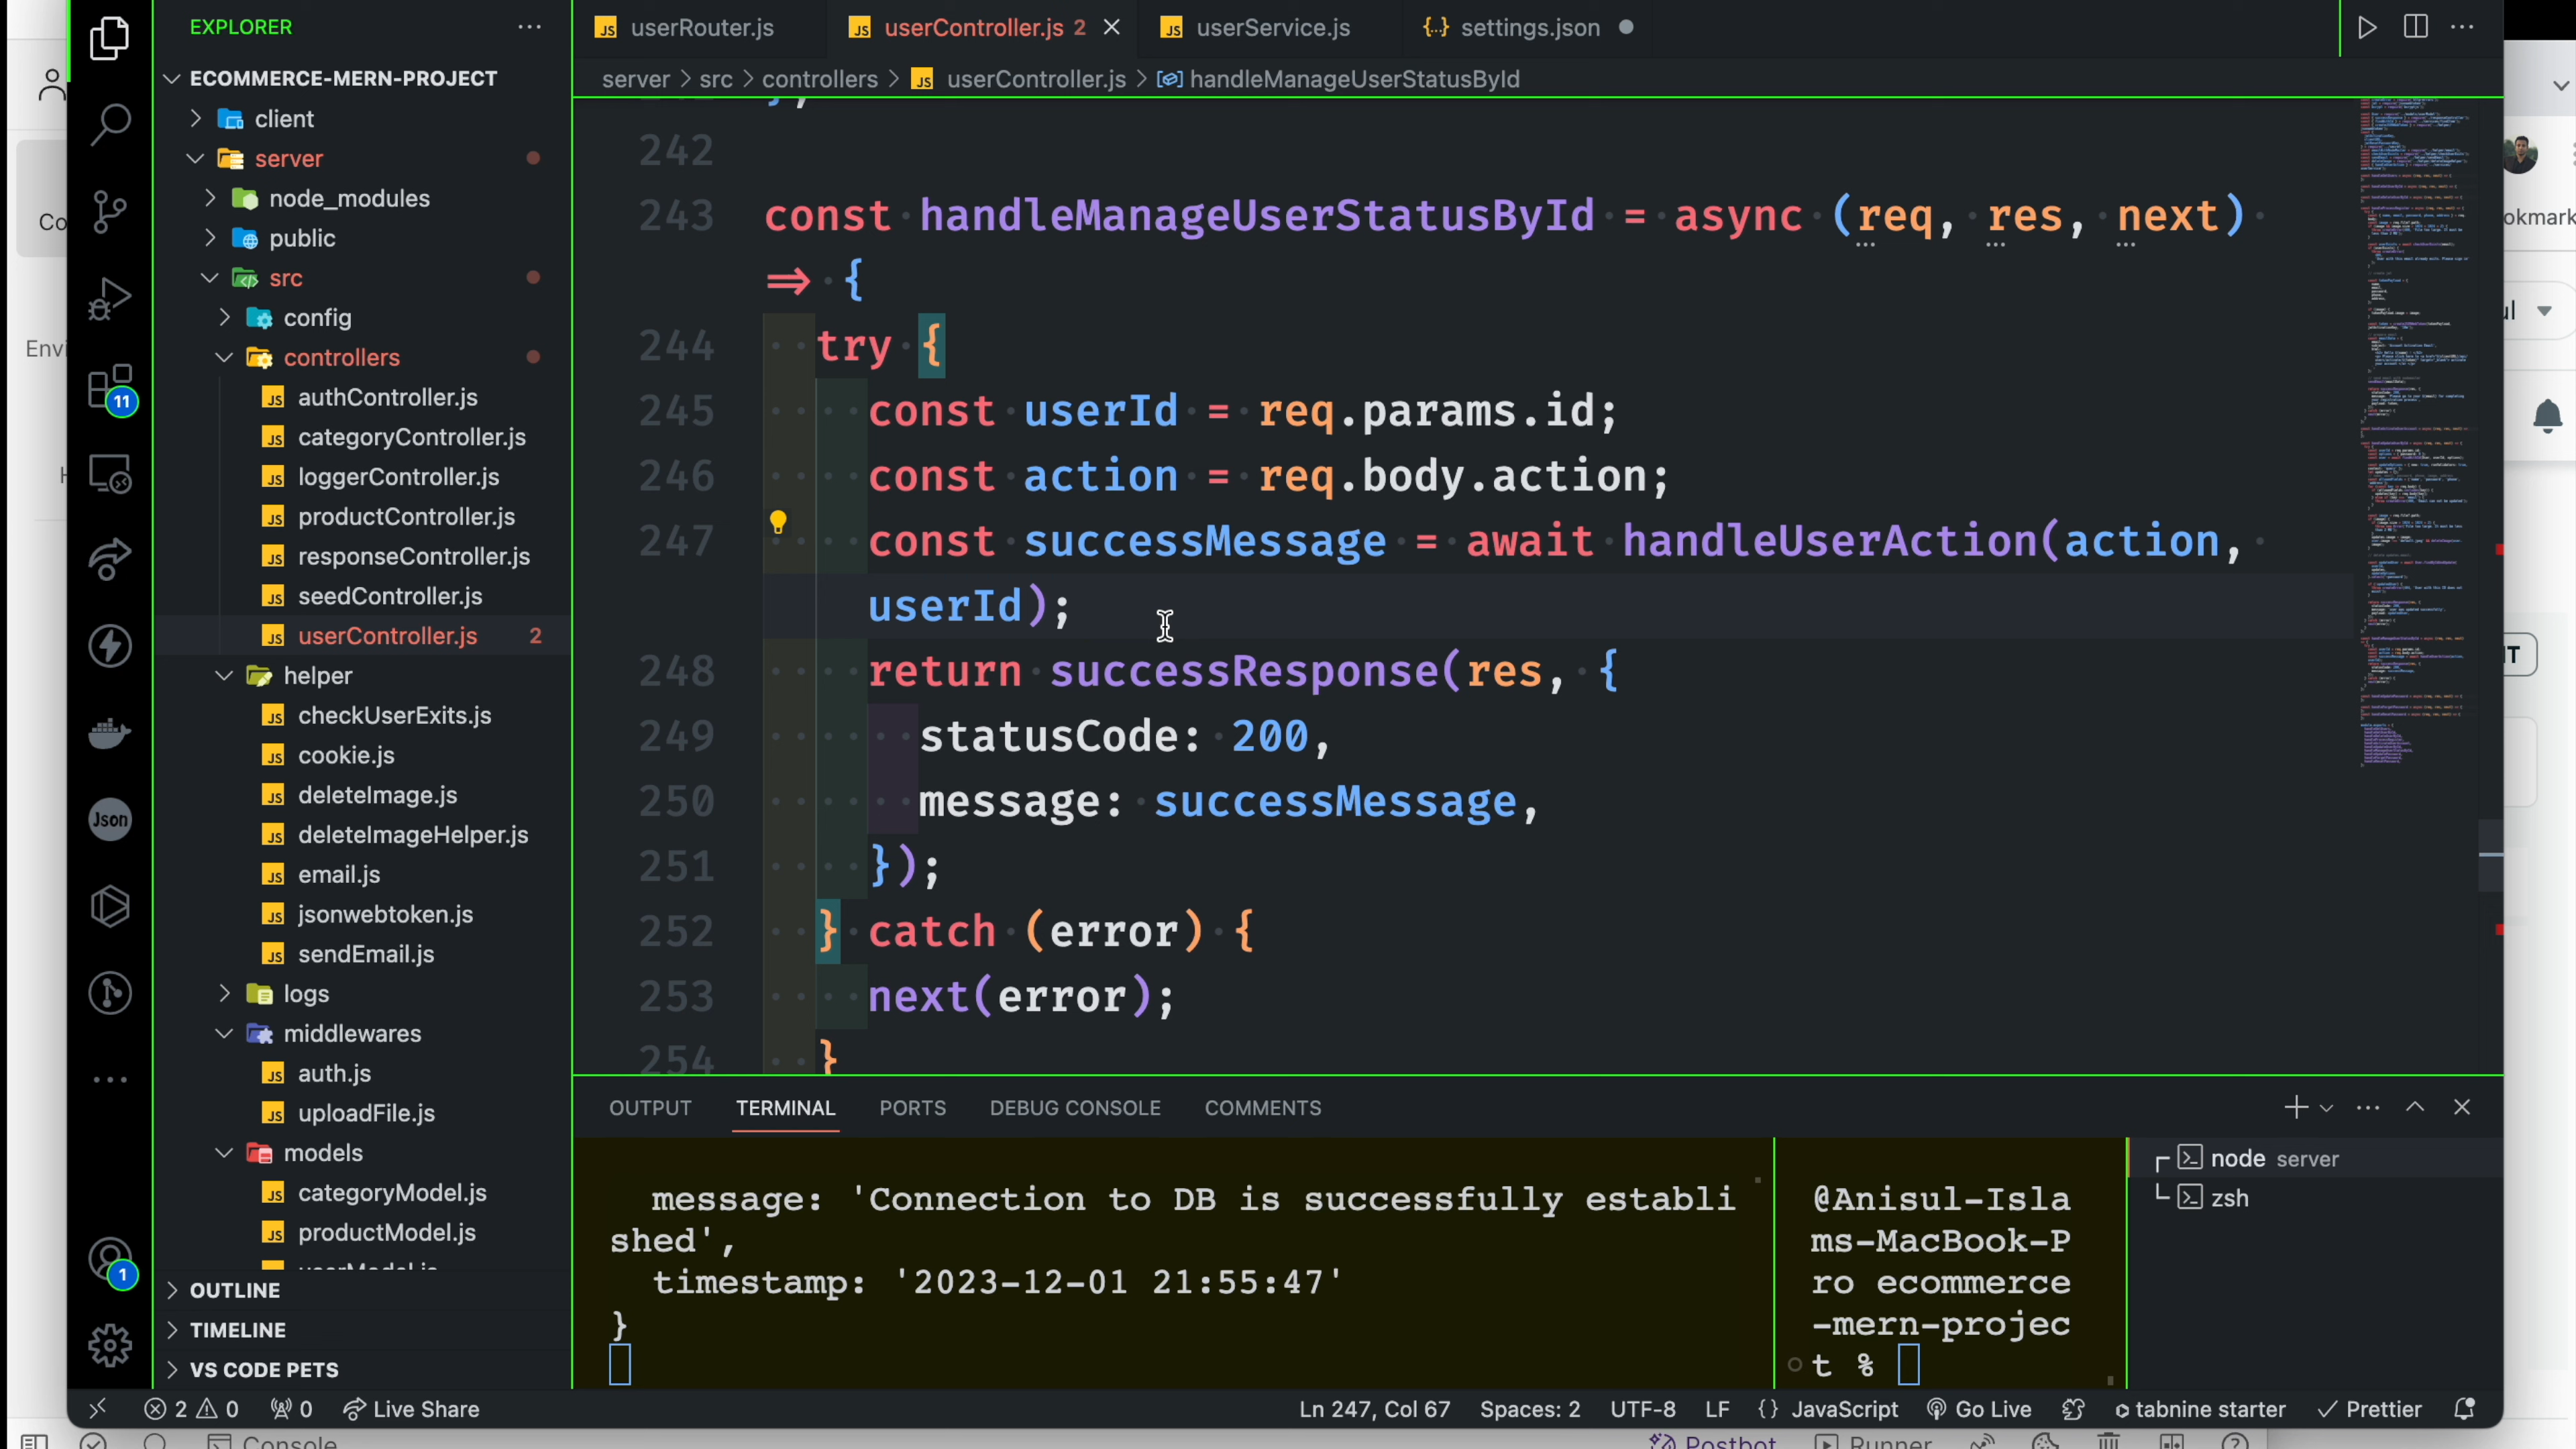 EXPLORER
ECOMMERCE-MERN-PROJECT
client
server
node_modules
public
src
config
controllers
authController.js
categoryController.js
loggerController.js
productController.js
responseController.js
seedController.js
userController.js 2
helper
checkUserExits.js
cookie.js
deleteImage.js
deleteImageHelper.js
email.js
jsonwebtoken.js
sendEmail.js
logs
middlewares
auth.js
uploadFile.js
models
categoryModel.js
productModel.js
OUTLINE
TIMELINE
VS CODE PETS
11
Json
1
userRouter.js
userController.js 2
userService.js
settings.json
server > src > controllers > userController.js > handleManageUserStatusById
242
243 const handleManageUserStatusById = async (req, res, next)
=> {
244 try {
245 const userId = req.params.id;
246 const action = req.body.action;
247 const successMessage = await handleUserAction(action,
userId);
248 return successResponse(res, {
249 statusCode: 200,
250 message: successMessage,
251 });
252 } catch (error) {
253 next(error);
254 }
OUTPUT TERMINAL PORTS DEBUG CONSOLE COMMENTS
message: 'Connection to DB is successfully establi
shed',
timestamp: '2023-12-01 21:55:47'
}
@Anisul-Isla
ms-MacBook-P
ro ecommerce
-mern-projec
t %
node server
zsh
2 0 0 Live Share
Ln 247, Col 67 Spaces: 2 UTF-8 LF {} JavaScript Go Live tabnine starter Prettier
Console
Postbot Runner